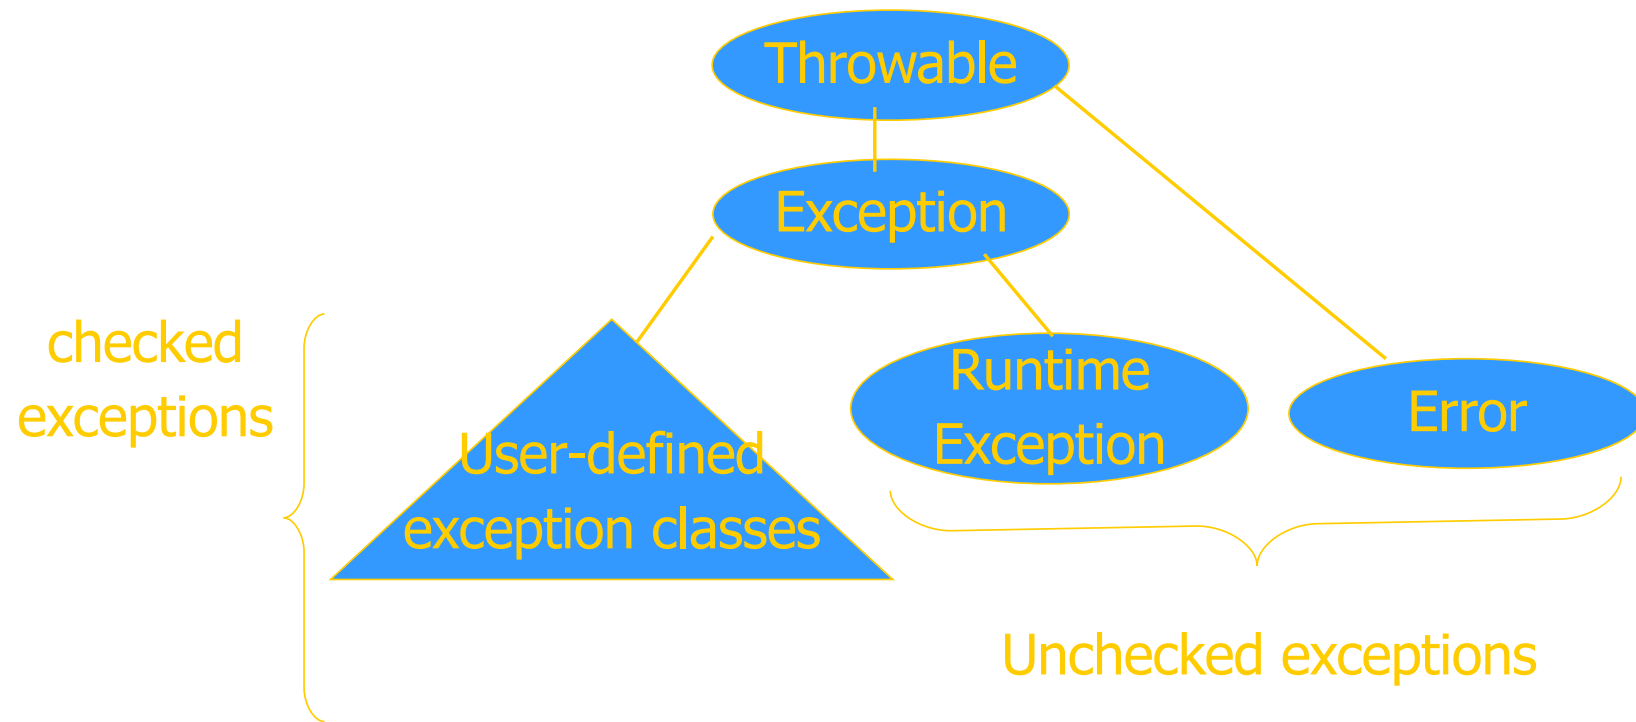 Throwable
Exception
checked
exceptions
User-defined
exception classes
Runtime
Exception
Error
Unchecked exceptions